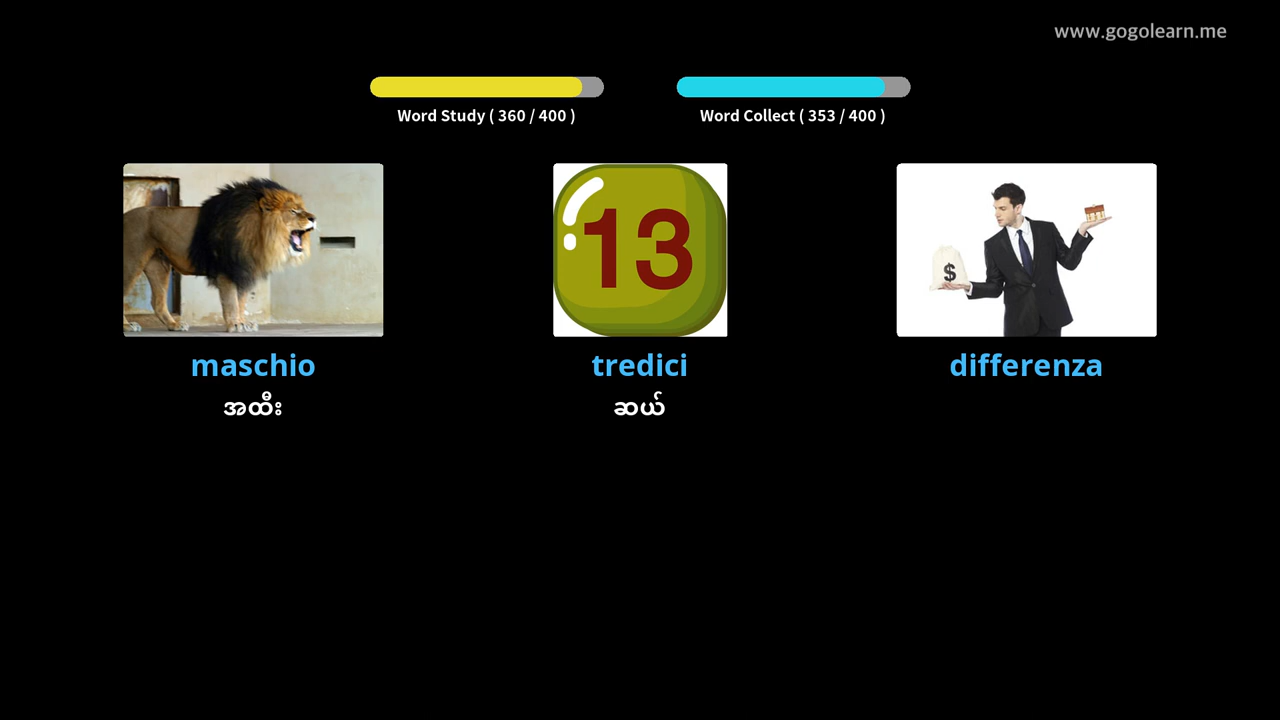 www.gogolearn.me
Word Study ( 360 / 400 )
Word Collect ( 353 / 400 )
13
$
maschio
tredici
differenza
အထီး
ဆယ်